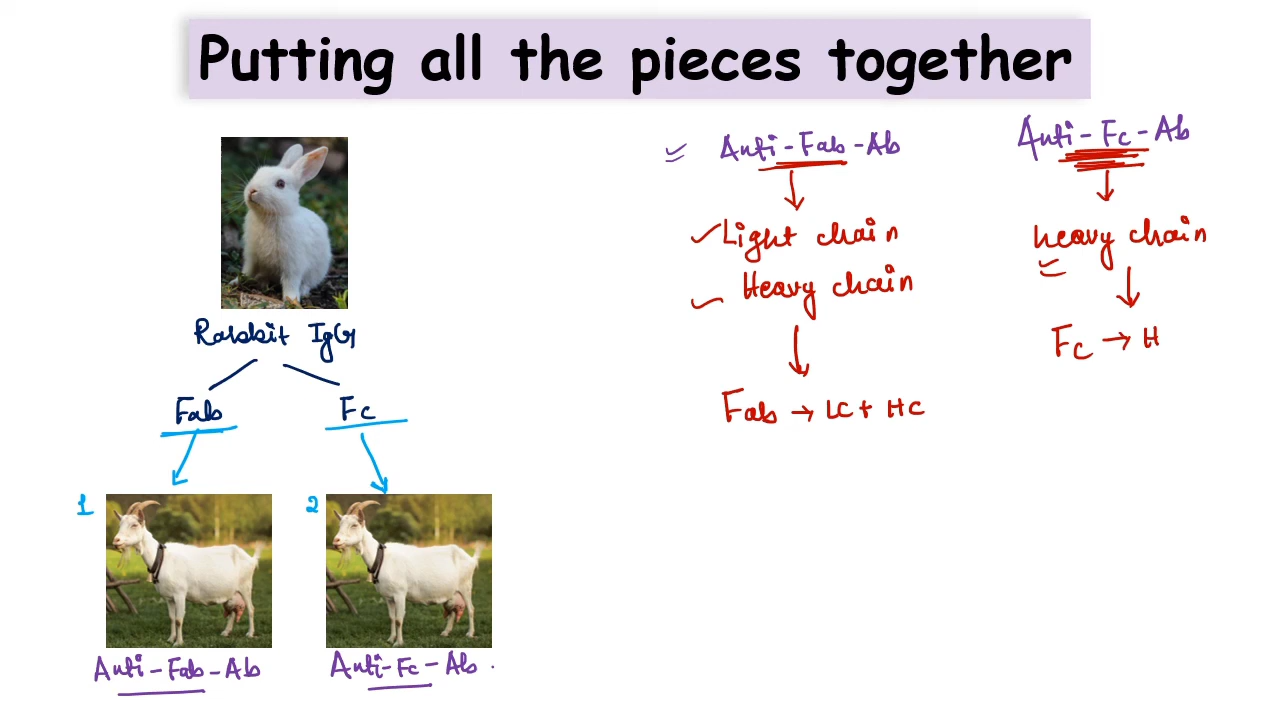 Putting all the pieces together
Rabbit IgG
Fab
Fc
1
2
Anti-Fab-Ab
Anti-Fc-Ab.
Anti-Fab-Ab
Light chain
Heavy chain
Fab → LC + HC
Anti-Fc-Ab
heavy chain
Fc → H